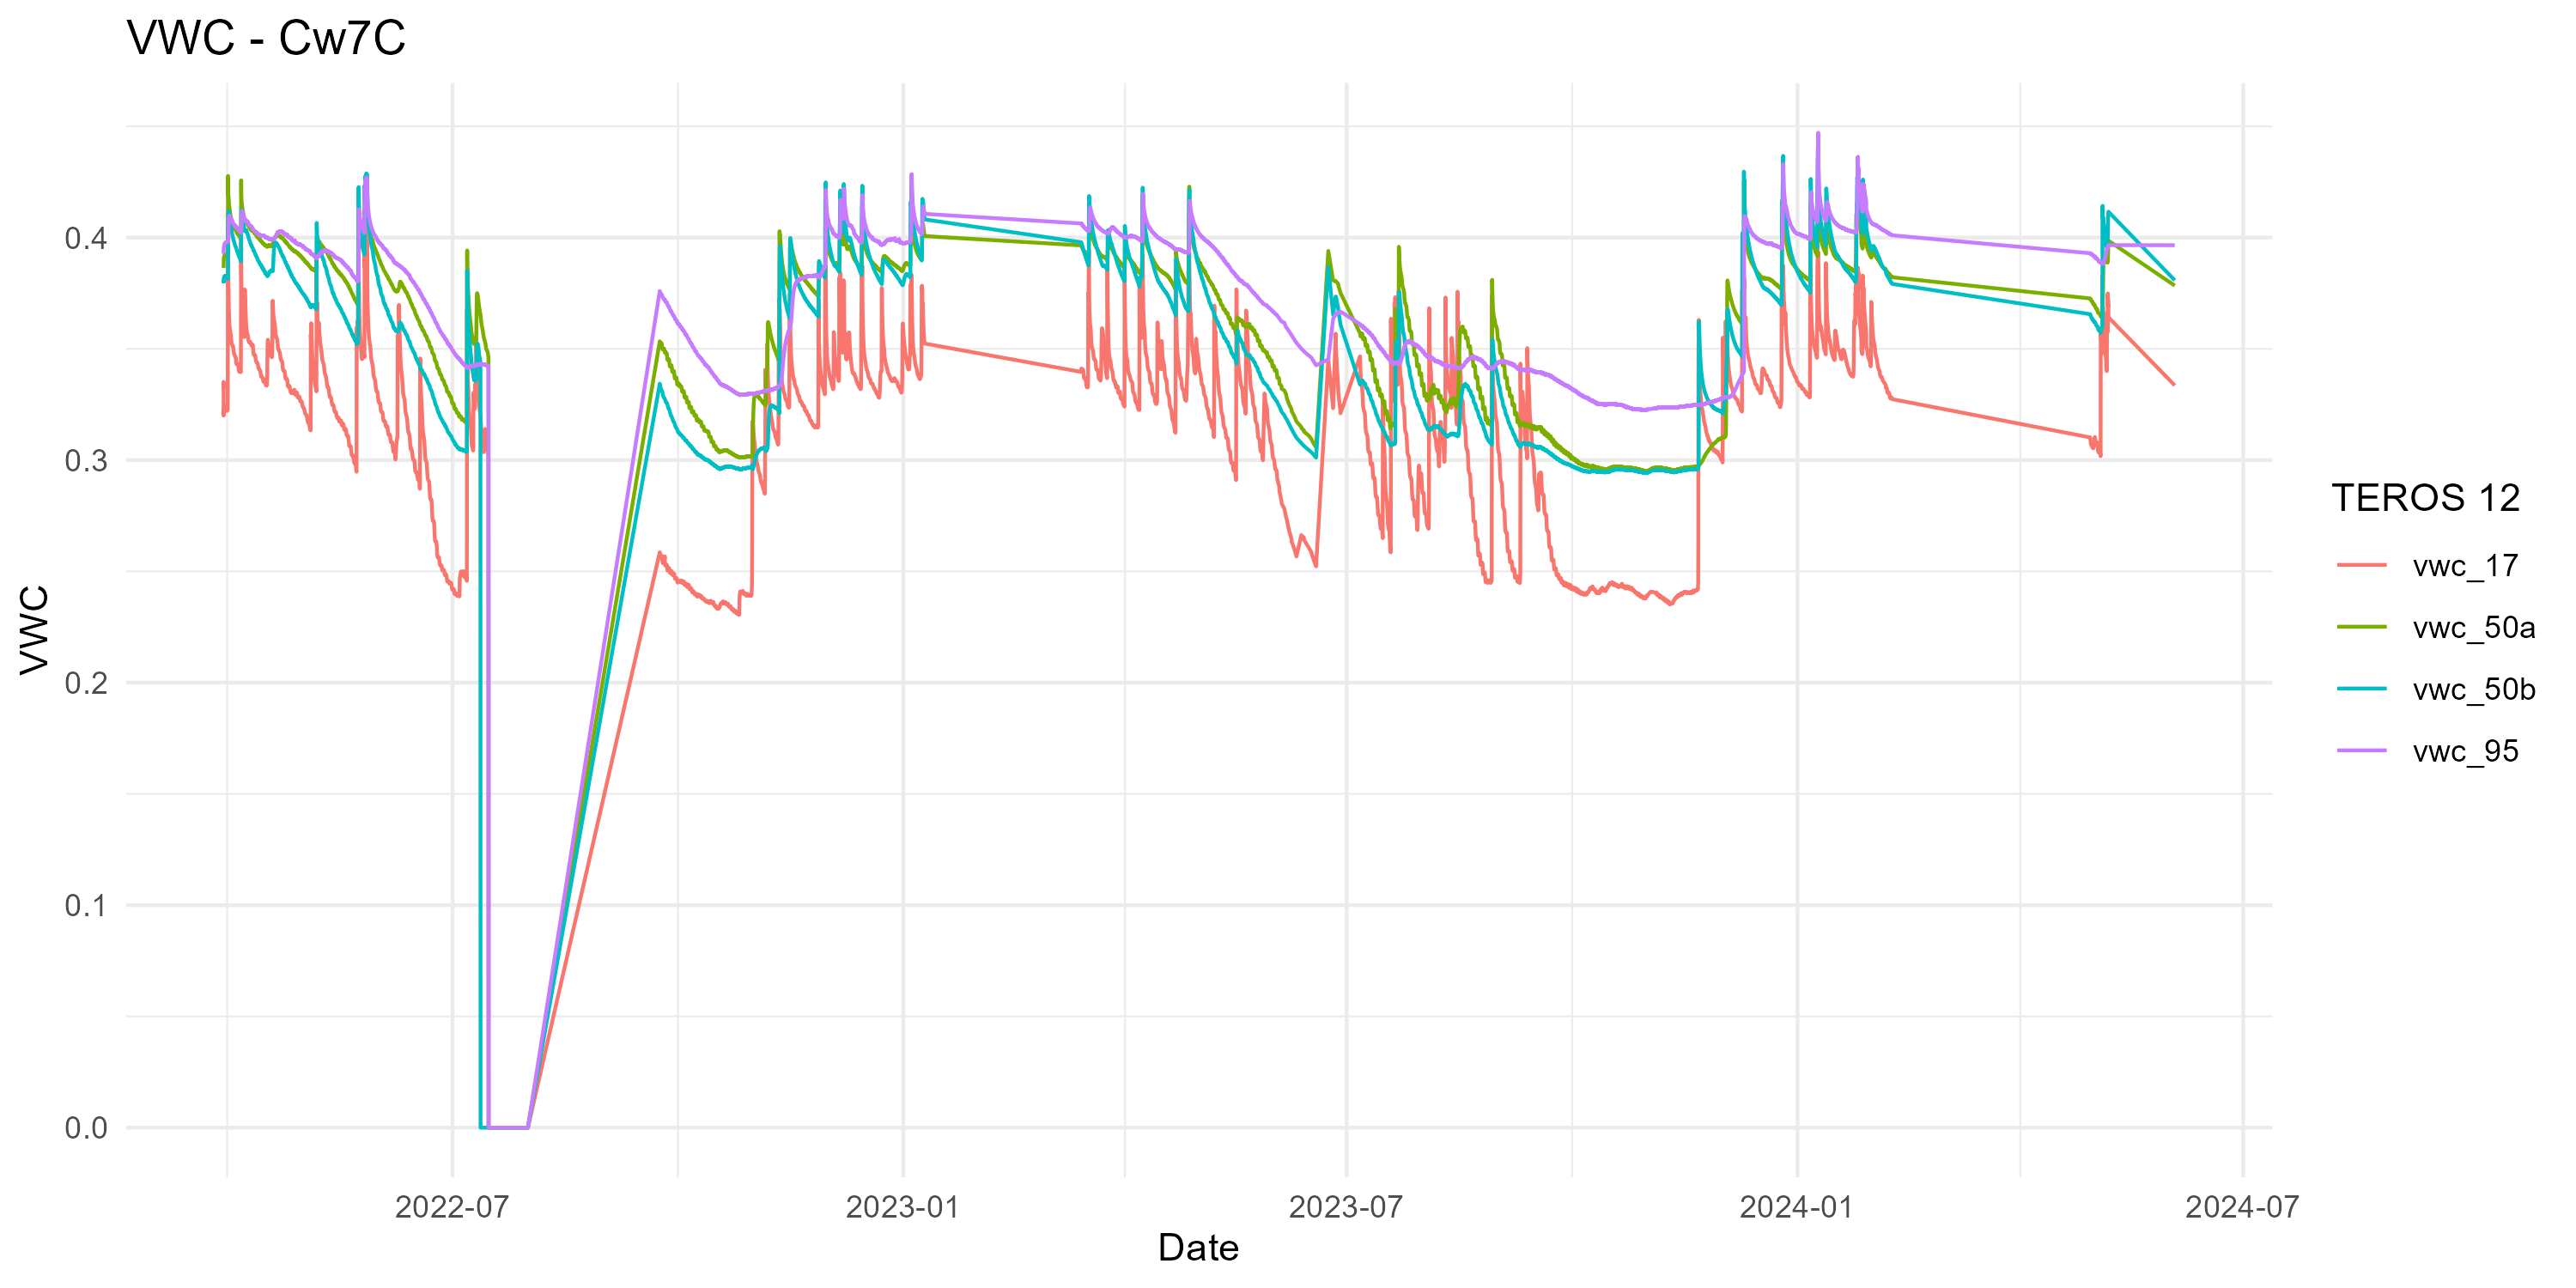 VWC - Cw7C
0.4
0.3
0.2
0.1
0.0
VWC
2022-07
2023-01
2023-07
2024-01
2024-07
Date
TEROS 12
vwc_17
vwc_50a
vwc_50b
vwc_95